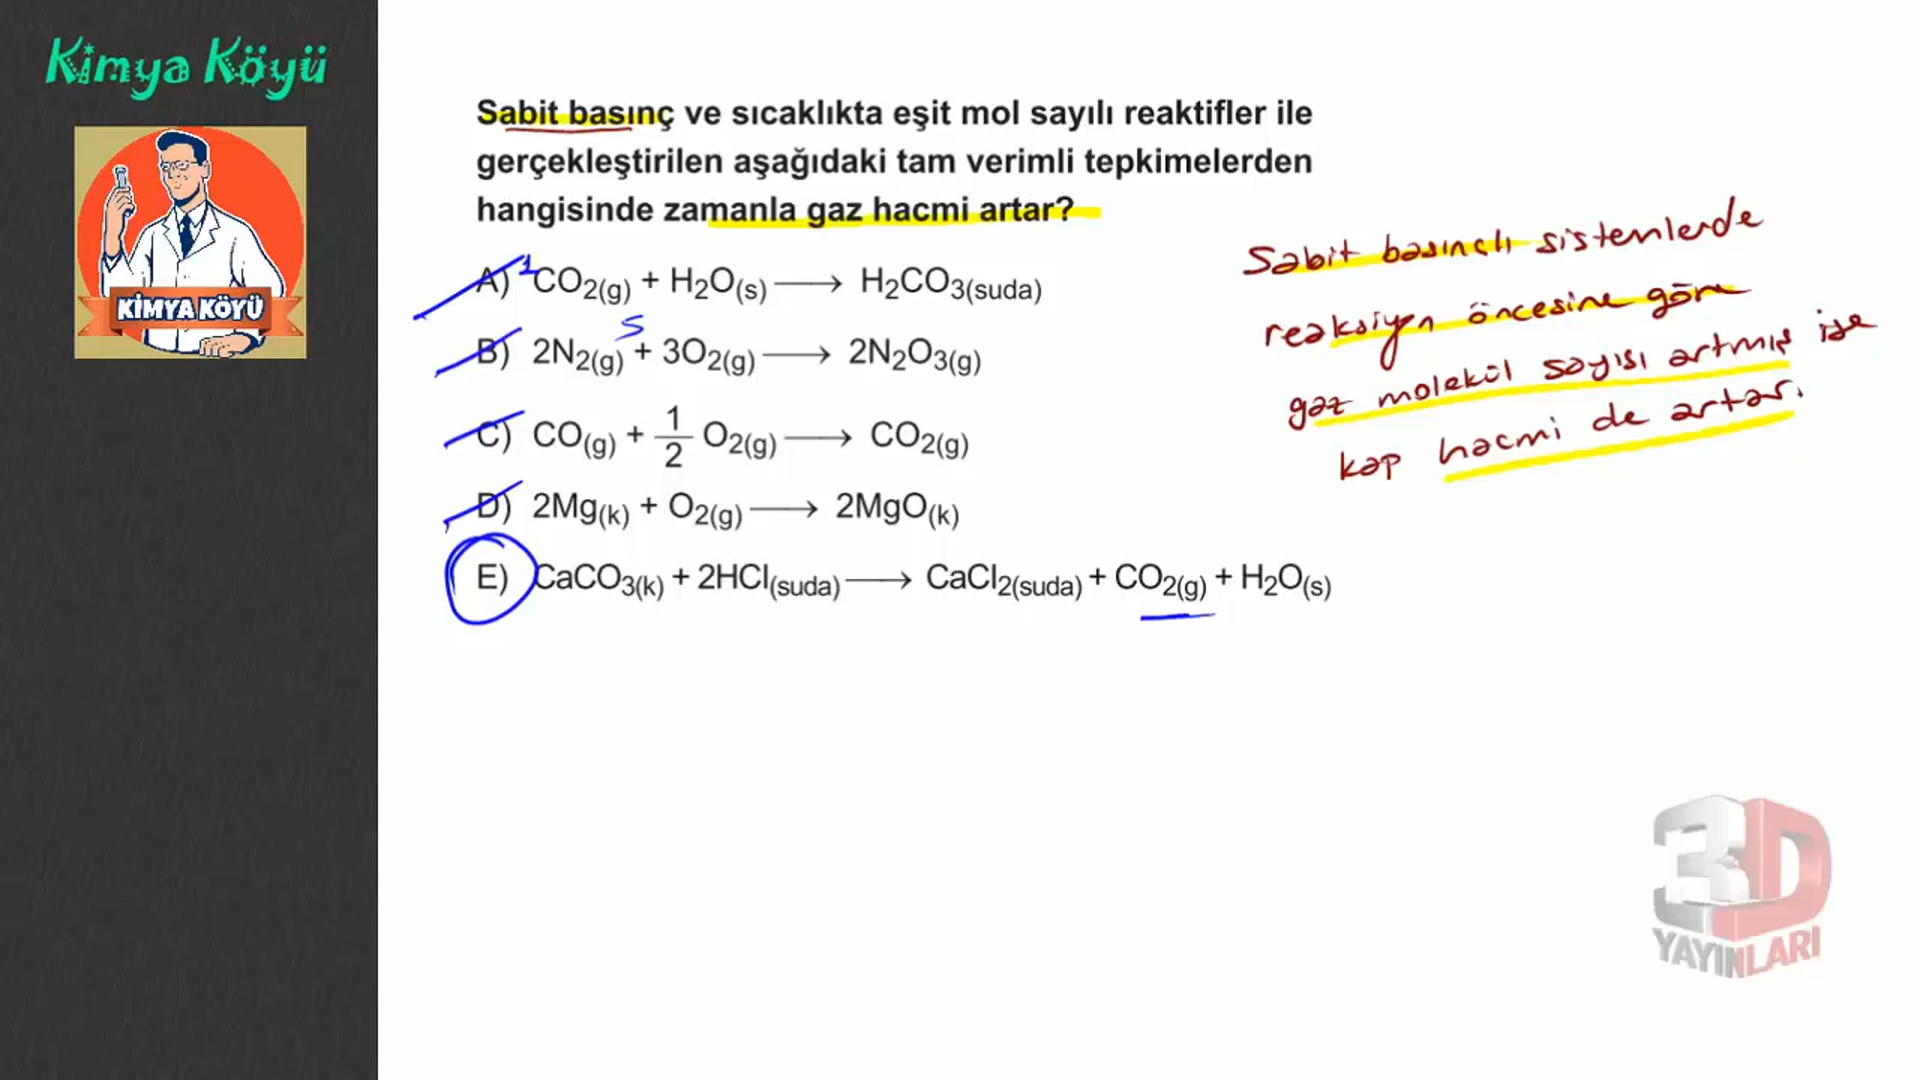 Kimya Köyü
KİMYA KÖYÜ
Sabit basınç ve sıcaklıkta eşit mol sayılı reaktifler ile
gerçekleştirilen aşağıdaki tam verimli tepkimelerden
hangisinde zamanla gaz hacmi artar?
A) 1 CO2(g) + H2O(s) ⟶ H2CO3(suda)
5
B) 2N2(g) + 3O2(g) ⟶ 2N2O3(g)
C) CO(g) + 1/2 O2(g) ⟶ CO2(g)
D) 2Mg(k) + O2(g) ⟶ 2MgO(k)
E) CaCO3(k) + 2HCl(suda) ⟶ CaCl2(suda) + CO2(g) + H2O(s)
Sabit basınçlı sistemlerde
reaksiyon öncesine göre
gaz molekül sayısı artmış ise
kap hacmi de artar.
3D
YAYINLARI